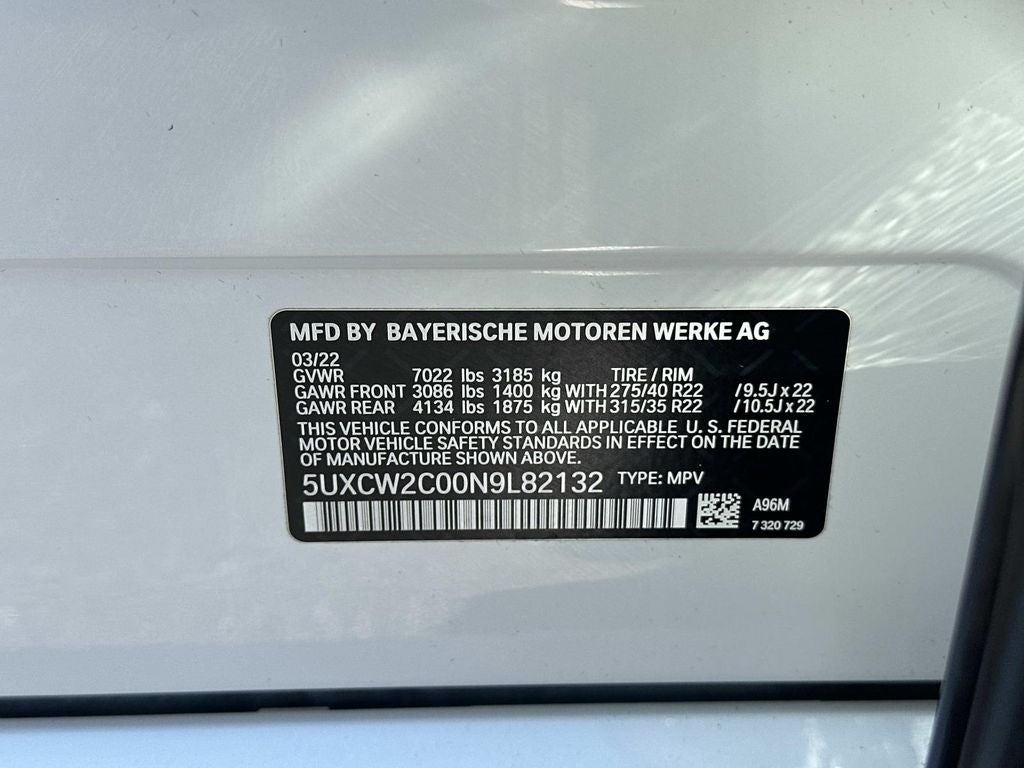 MFD BY BAYERISCHE MOTOREN WERKE AG
03/22
GVWR 7022 lbs 3185 kg TIRE / RIM
GAWR FRONT 3086 lbs 1400 kg WITH 275/40 R22 /9.5J x 22
GAWR REAR 4134 lbs 1875 kg WITH 315/35 R22 /10.5J x 22
THIS VEHICLE CONFORMS TO ALL APPLICABLE U. S. FEDERAL
MOTOR VEHICLE SAFETY STANDARDS IN EFFECT ON THE DATE
OF MANUFACTURE SHOWN ABOVE.
5UXCW2C00N9L82132 TYPE: MPV
A96M
7 320 729